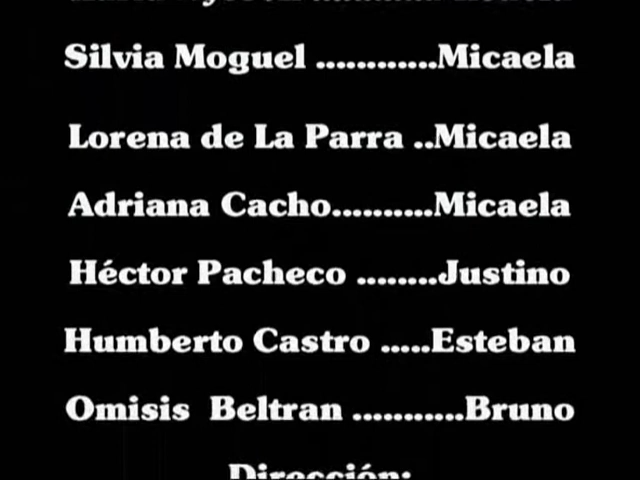 Silvia Moguel ............Micaela
Lorena de La Parra ..Micaela
Adriana Cacho..........Micaela
Héctor Pacheco ........Justino
Humberto Castro .....Esteban
Omisis Beltran ...........Bruno
Dirección: